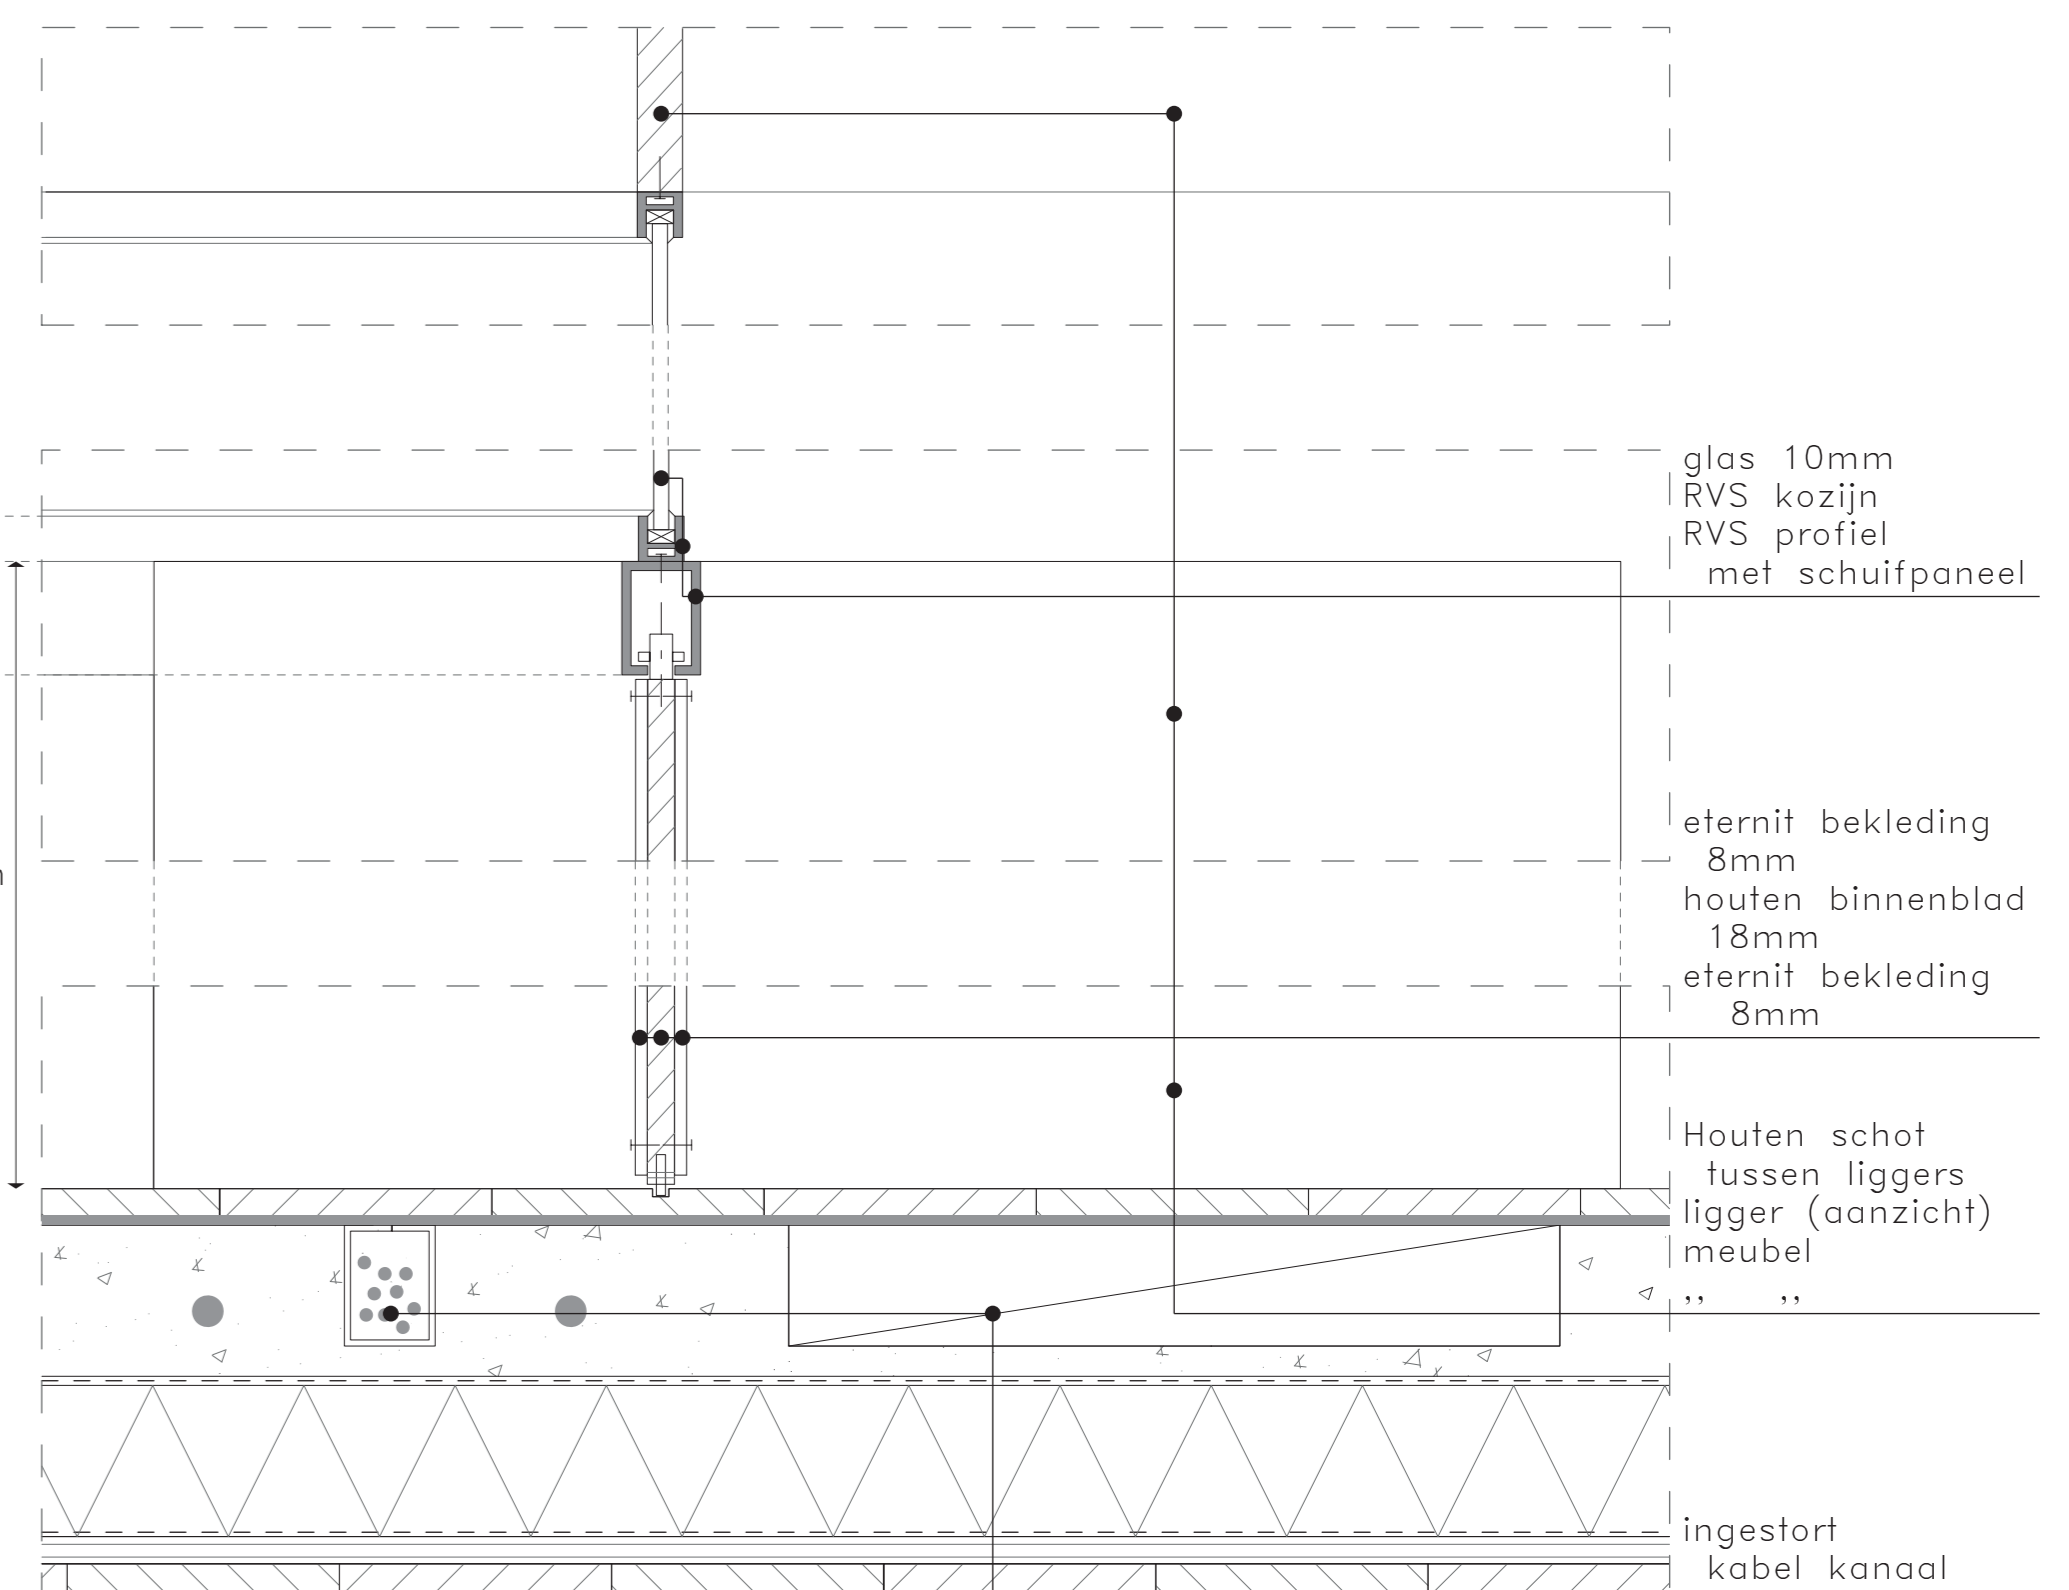 glas 10mm
RVS kozijn
RVS profiel
met schuifpaneel
eternit bekleding
8mm
houten binnenblad
18mm
eternit bekleding
8mm
Houten schot
tussen liggers
ligger (aanzicht)
meubel
,, ,,
ingestort
kabel kanaal